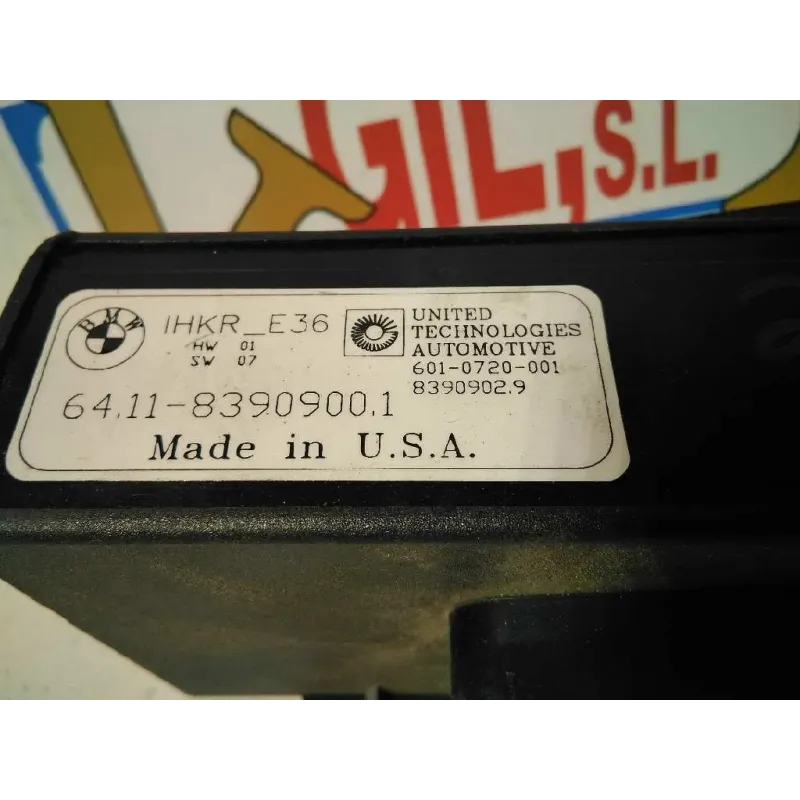 GIL, S.L.
BMW
IHKR_E36
HW 01
SW 07
64.11-8390900.1
Made in U.S.A.
UNITED
TECHNOLOGIES
AUTOMOTIVE
601-0720-001
8390902.9